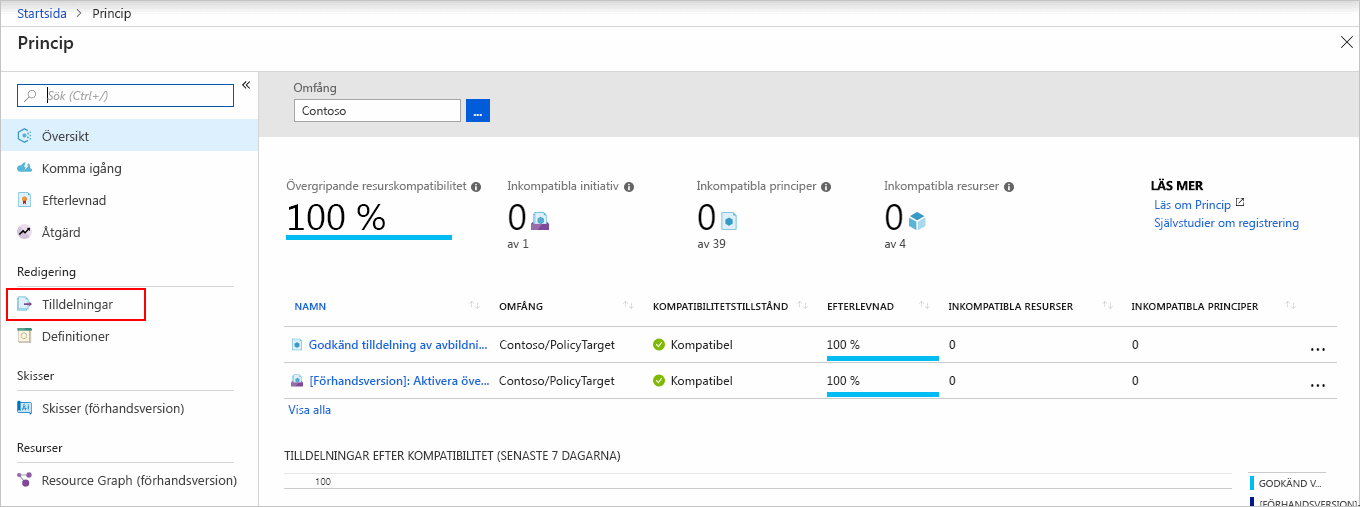 Startsida > Princip
Princip
Sök (Ctrl+/)
Översikt
Komma igång
Efterlevnad
Åtgärd
Redigering
Tilldelningar
Definitioner
Skisser
Skisser (förhandsversion)
Resurser
Resource Graph (förhandsversion)
Omfång
Contoso
...
Övergripande resurskompatibilitet
100 %
Inkompatibla initiativ
0
av 1
Inkompatibla principer
0
av 39
Inkompatibla resurser
0
av 4
LÄS MER
Läs om Princip
Självstudier om registrering
NAMN OMFÅNG KOMPATIBILITETSTILLSTÅND EFTERLEVNAD INKOMPATIBLA RESURSER INKOMPATIBLA PRINCIPER
Godkänd tilldelning av avbildni... Contoso/PolicyTarget Kompatibel 100 % 0 0 ...
[Förhandsversion]: Aktivera öve... Contoso/PolicyTarget Kompatibel 100 % 0 0 ...
Visa alla
TILLDELNINGAR EFTER KOMPATIBILITET (SENASTE 7 DAGARNA)
100
GODKÄND V...
[FÖRHANDSVERSION]